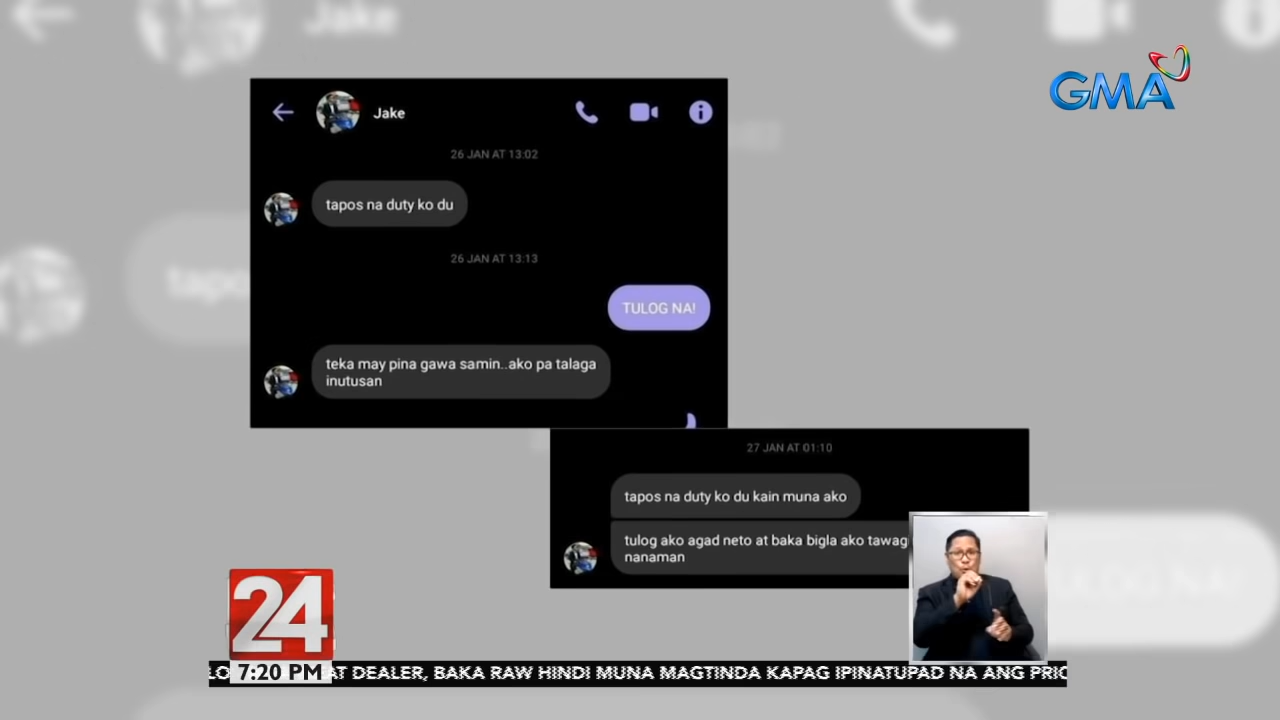 Jake
GMA
Jake
26 JAN AT 13:02
tapos na duty ko du
26 JAN AT 13:13
TULOG NA!
teka may pina gawa samin..ako pa talaga
inutusan
27 JAN AT 01:10
tapos na duty ko du kain muna ako
tulog ako agad neto at baka bigla ako
nanaman
24
7:20 PM
DEALER, BAKA RAW HINDI MUNA MAGTINDA KAPAG IPINATUPAD NA ANG